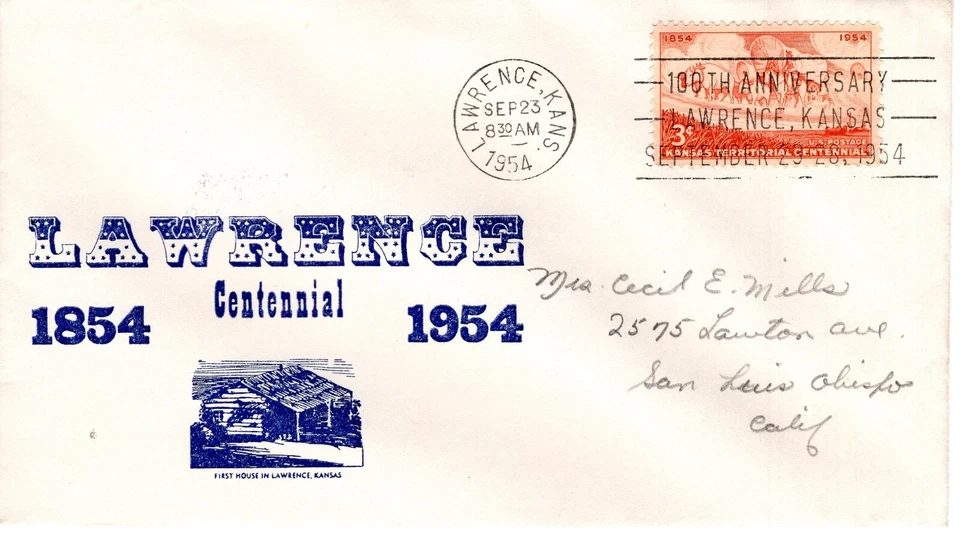 LAWRENCE, KANS.
SEP 23
8 30 AM
1954
1854 1954
100TH ANNIVERSARY
LAWRENCE, KANSAS
SEPTEMBER 1954
3¢
U.S. POSTAGE
KANSAS TERRITORIAL CENTENNIAL
LAWRENCE
Centennial
1854 1954
FIRST HOUSE IN LAWRENCE, KANSAS
Mrs. Cecil E. Mills
2575 Lawton Ave.
San Luis Obispo
Calif